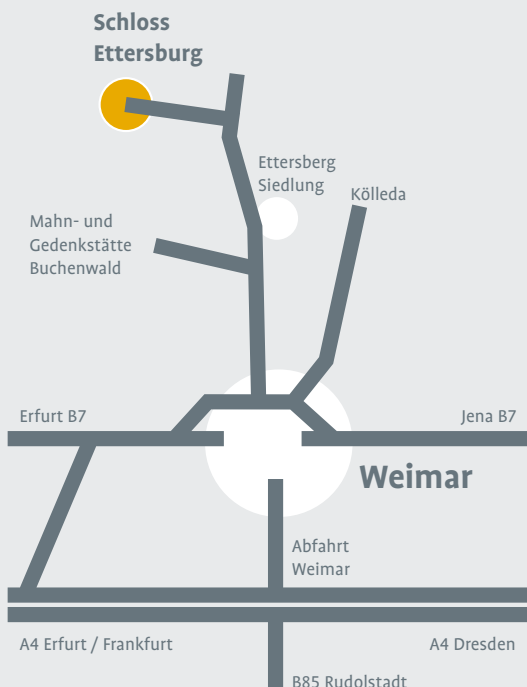 Schloss
Ettersburg
Ettersberg
Siedlung
Kölleda
Mahn- und
Gedenkstätte
Buchenwald
Erfurt B7
Jena B7
Weimar
Abfahrt
Weimar
A4 Erfurt / Frankfurt
A4 Dresden
B85 Rudolstadt